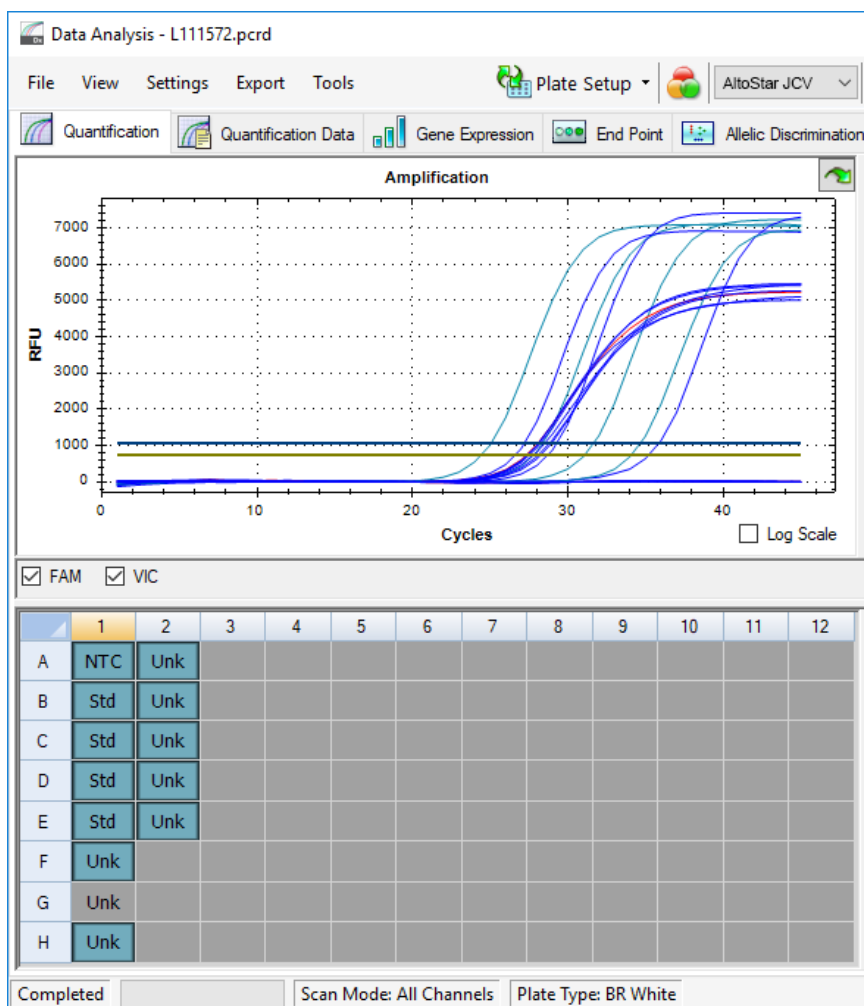 Data Analysis - L111572.pcrd
File View Settings Export Tools Plate Setup AltoStar JCV
Quantification Quantification Data Gene Expression End Point Allelic Discrimination
Amplification
7000
6000
5000
4000
3000
2000
1000
0
RFU
0 10 20 30 40
Cycles
Log Scale
FAM VIC
1 2 3 4 5 6 7 8 9 10 11 12
A NTC Unk
B Std Unk
C Std Unk
D Std Unk
E Std Unk
F Unk
G Unk
H Unk
Completed Scan Mode: All Channels Plate Type: BR White